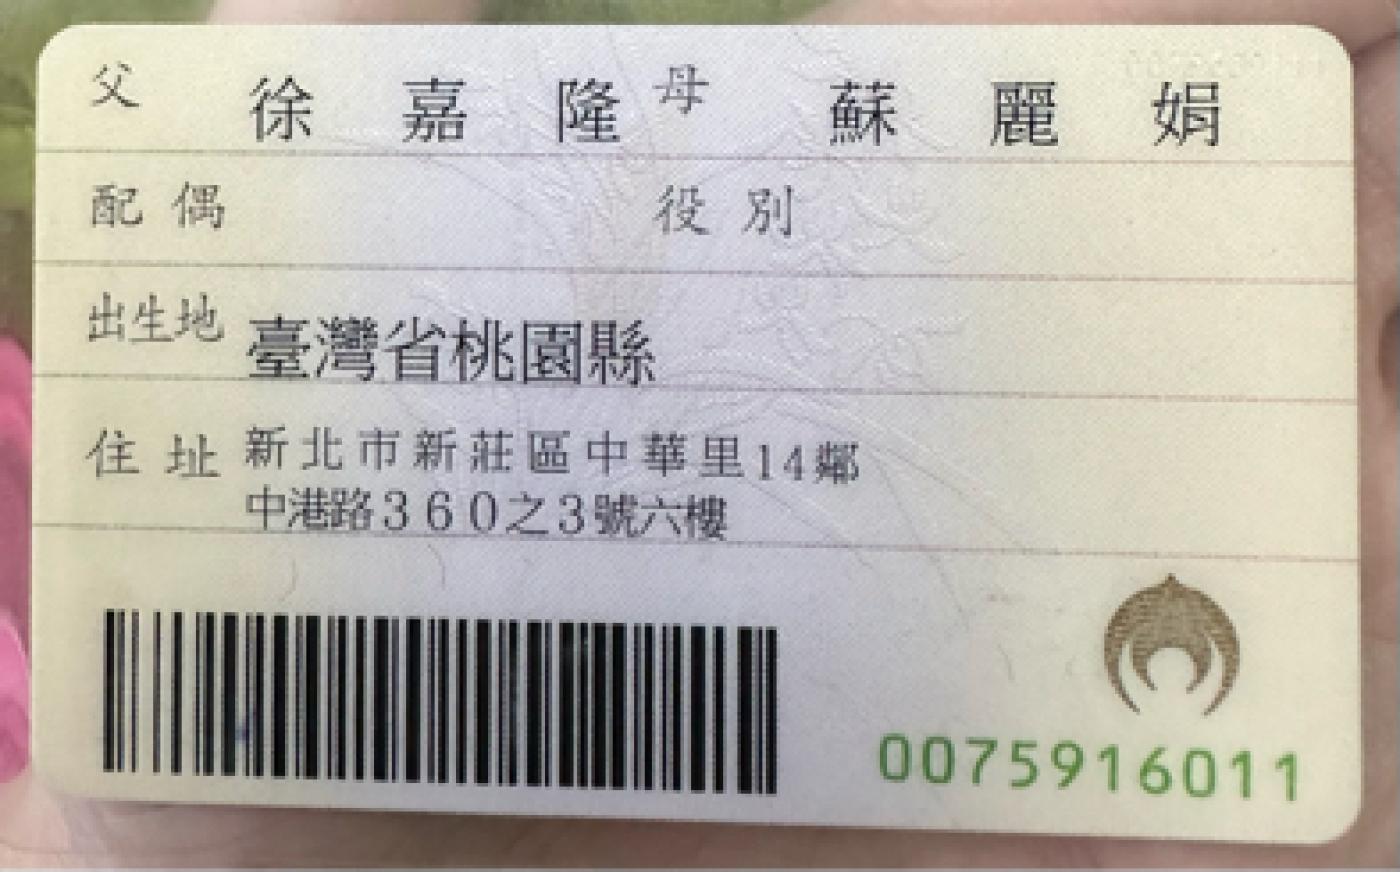 父 徐嘉隆 母 蘇麗娟
配偶 役別
出生地 臺灣省桃園縣
住址 新北市新莊區中華里14鄰
中港路360之3號六樓
0075916011